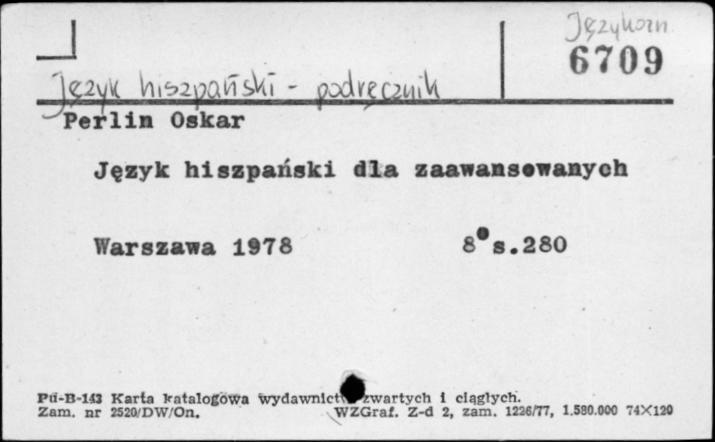 Językozn.
6709
Język hiszpański - podręcznik
Perlin Oskar
Język hiszpański dla zaawansowanych
Warszawa 1978 8° s.280
Pu-B-143 Karta katalogowa wydawnictw zwartych i ciągłych.
Zam. nr 2520/DW/On. WZGraf. Z-d 2, zam. 1226/77, 1.580.000 74X120